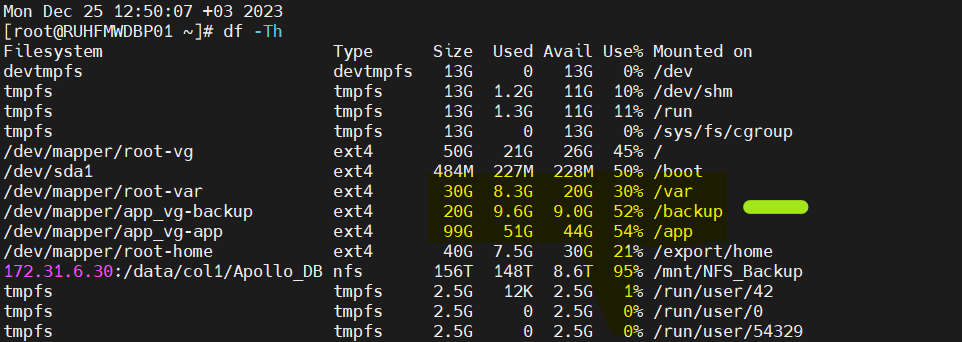 Mon Dec 25 12:50:07 +03 2023
[root@RUHFMWDBP01 ~]# df -Th
Filesystem Type Size Used Avail Use% Mounted on
devtmpfs devtmpfs 13G 0 13G 0% /dev
tmpfs tmpfs 13G 1.2G 11G 10% /dev/shm
tmpfs tmpfs 13G 1.3G 11G 11% /run
tmpfs tmpfs 13G 0 13G 0% /sys/fs/cgroup
/dev/mapper/root-vg ext4 50G 21G 26G 45% /
/dev/sda1 ext4 484M 227M 228M 50% /boot
/dev/mapper/root-var ext4 30G 8.3G 20G 30% /var
/dev/mapper/app_vg-backup ext4 20G 9.6G 9.0G 52% /backup
/dev/mapper/app_vg-app ext4 99G 51G 44G 54% /app
/dev/mapper/root-home ext4 40G 7.5G 30G 21% /export/home
172.31.6.30:/data/col1/Apollo_DB nfs 156T 148T 8.6T 95% /mnt/NFS_Backup
tmpfs tmpfs 2.5G 12K 2.5G 1% /run/user/42
tmpfs tmpfs 2.5G 0 2.5G 0% /run/user/0
tmpfs tmpfs 2.5G 0 2.5G 0% /run/user/54329